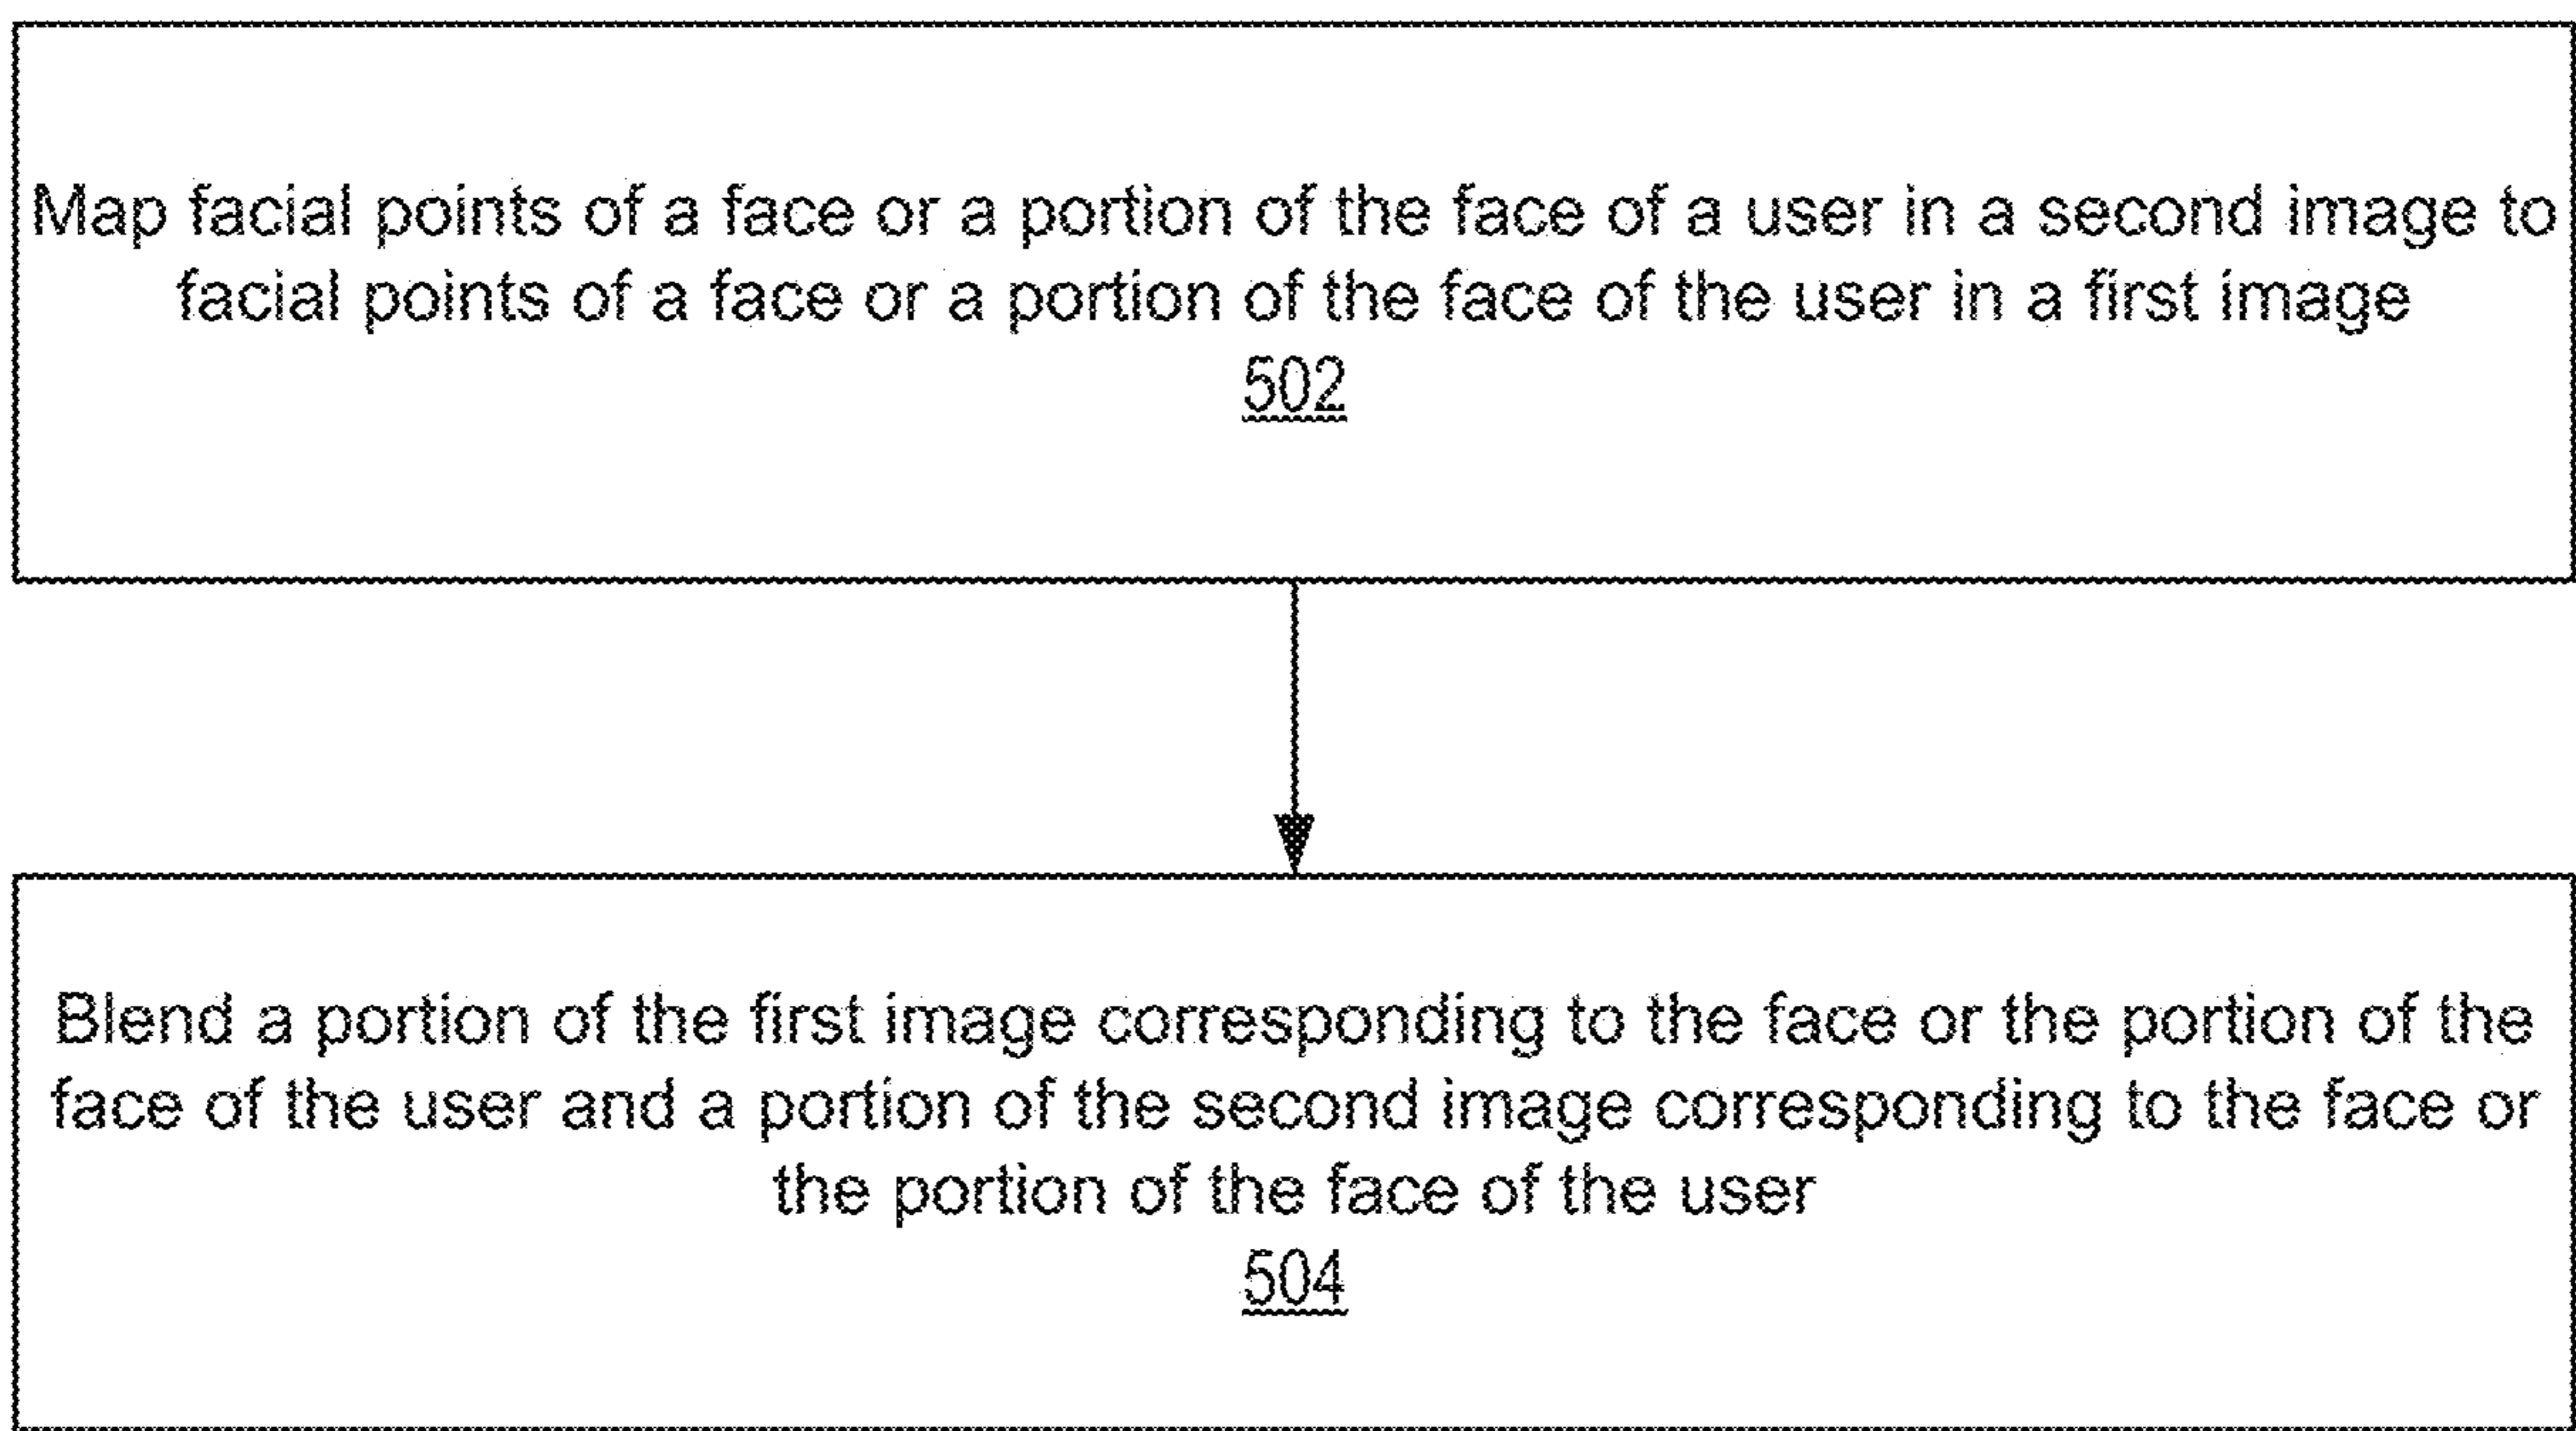 Map facial points of a face or a portion of the face of a user in a second image to
facial points of a face or a portion of the face of the user in a first image
502
Blend a portion of the first image corresponding to the face or the portion of the
face of the user and a portion of the second image corresponding to the face or
the portion of the face of the user
504